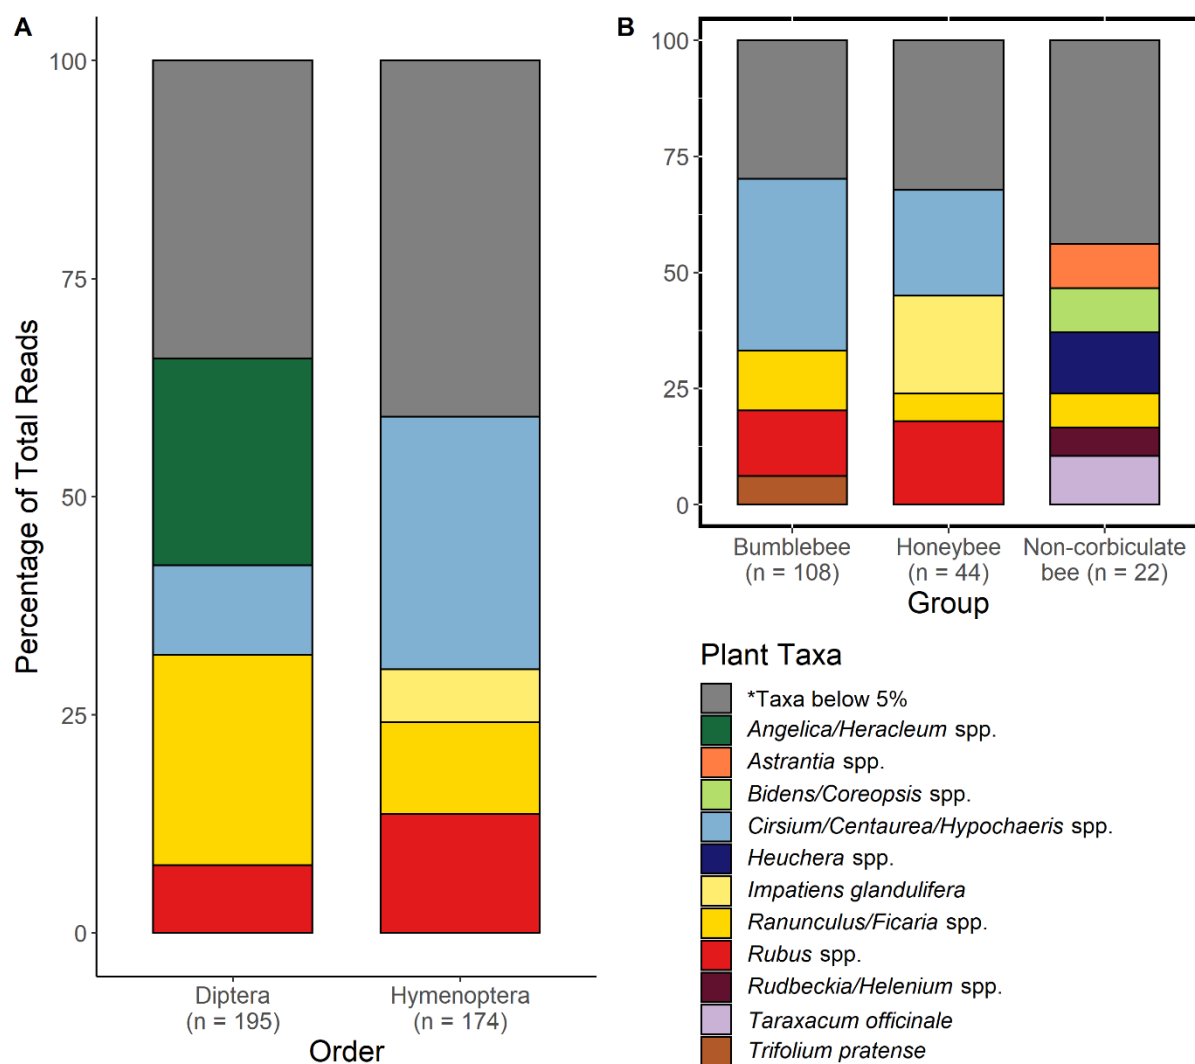 A
Percentage of Total Reads
100
75
50
25
0
Diptera
(n = 195)
Hymenoptera
(n = 174)
Order
B
100
75
50
25
0
Bumblebee
(n = 108)
Honeybee
(n = 44)
Non-corbiculate
bee (n = 22)
Group
Plant Taxa
*Taxa below 5%
Angelica/Heracleum spp.
Astrantia spp.
Bidens/Coreopsis spp.
Cirsium/Centaurea/Hypochaeris spp.
Heuchera spp.
Impatiens glandulifera
Ranunculus/Ficaria spp.
Rubus spp.
Rudbeckia/Helenium spp.
Taraxacum officinale
Trifolium pratense